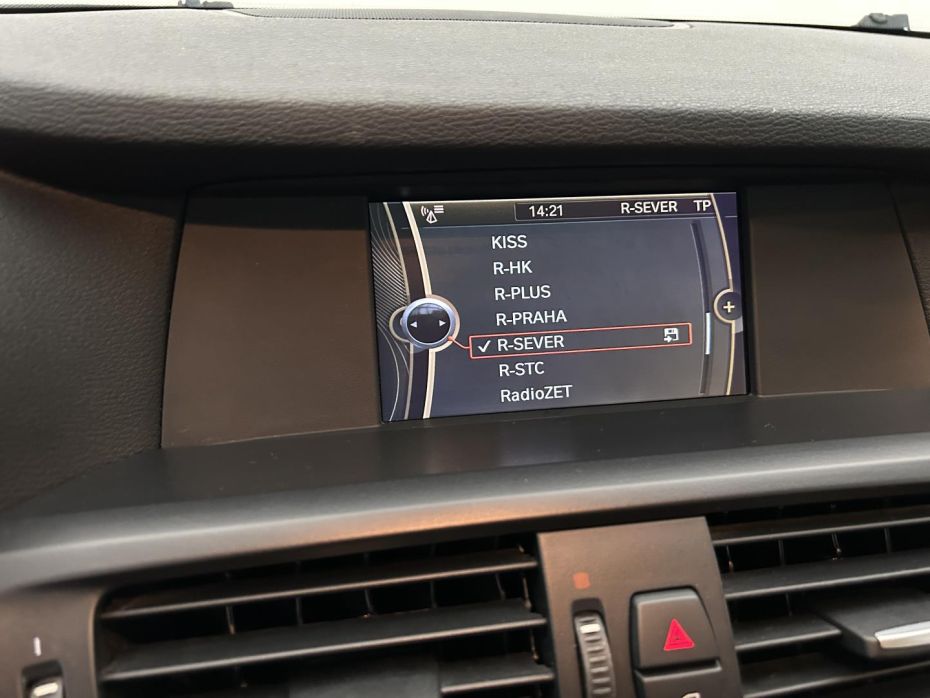 14:21 R-SEVER TP
KISS
R-HK
R-PLUS
R-PRAHA
R-SEVER
R-STC
RadioZET